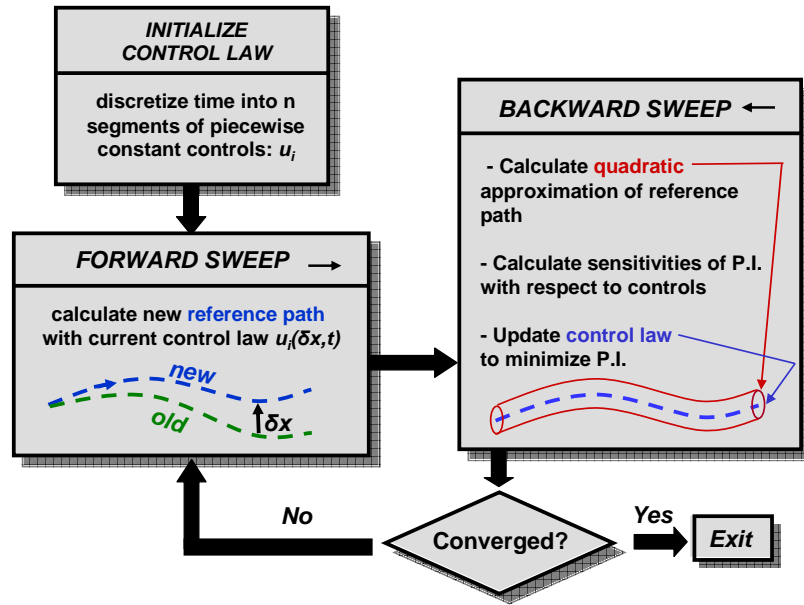 INITIALIZE
CONTROL LAW
discretize time into n
segments of piecewise
constant controls: u_i
FORWARD SWEEP →
calculate new reference path
with current control law u_i(δx,t)
new
old
δx
BACKWARD SWEEP ←
- Calculate quadratic
approximation of reference
path
- Calculate sensitivities of P.I.
with respect to controls
- Update control law
to minimize P.I.
Converged?
No
Yes
Exit